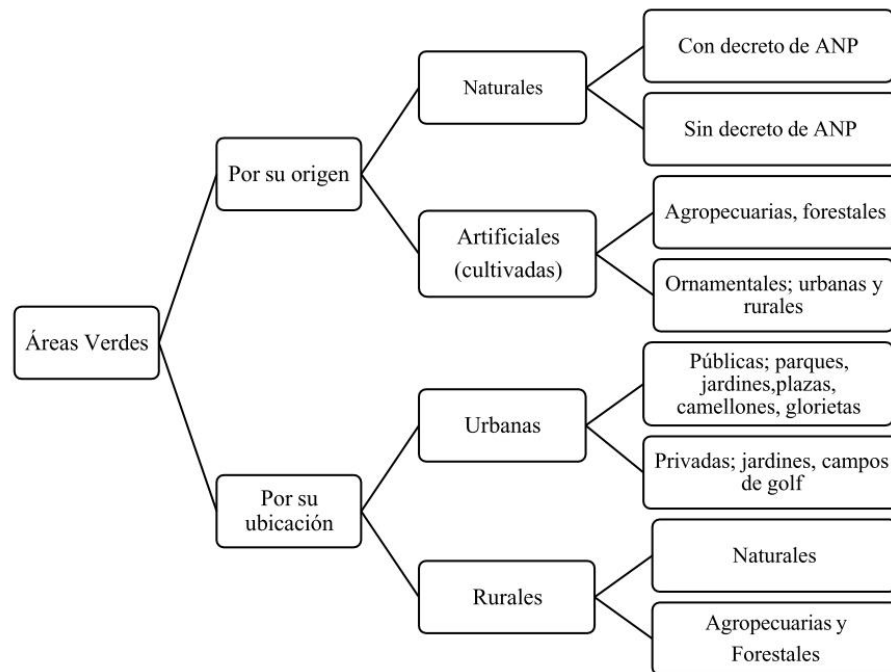 Áreas Verdes
Por su origen
Naturales
Con decreto de ANP
Sin decreto de ANP
Artificiales
(cultivadas)
Agropecuarias, forestales
Ornamentales; urbanas y
rurales
Por su
ubicación
Urbanas
Públicas; parques,
jardines,plazas,
camellones, glorietas
Privadas; jardines, campos
de golf
Rurales
Naturales
Agropecuarias y
Forestales